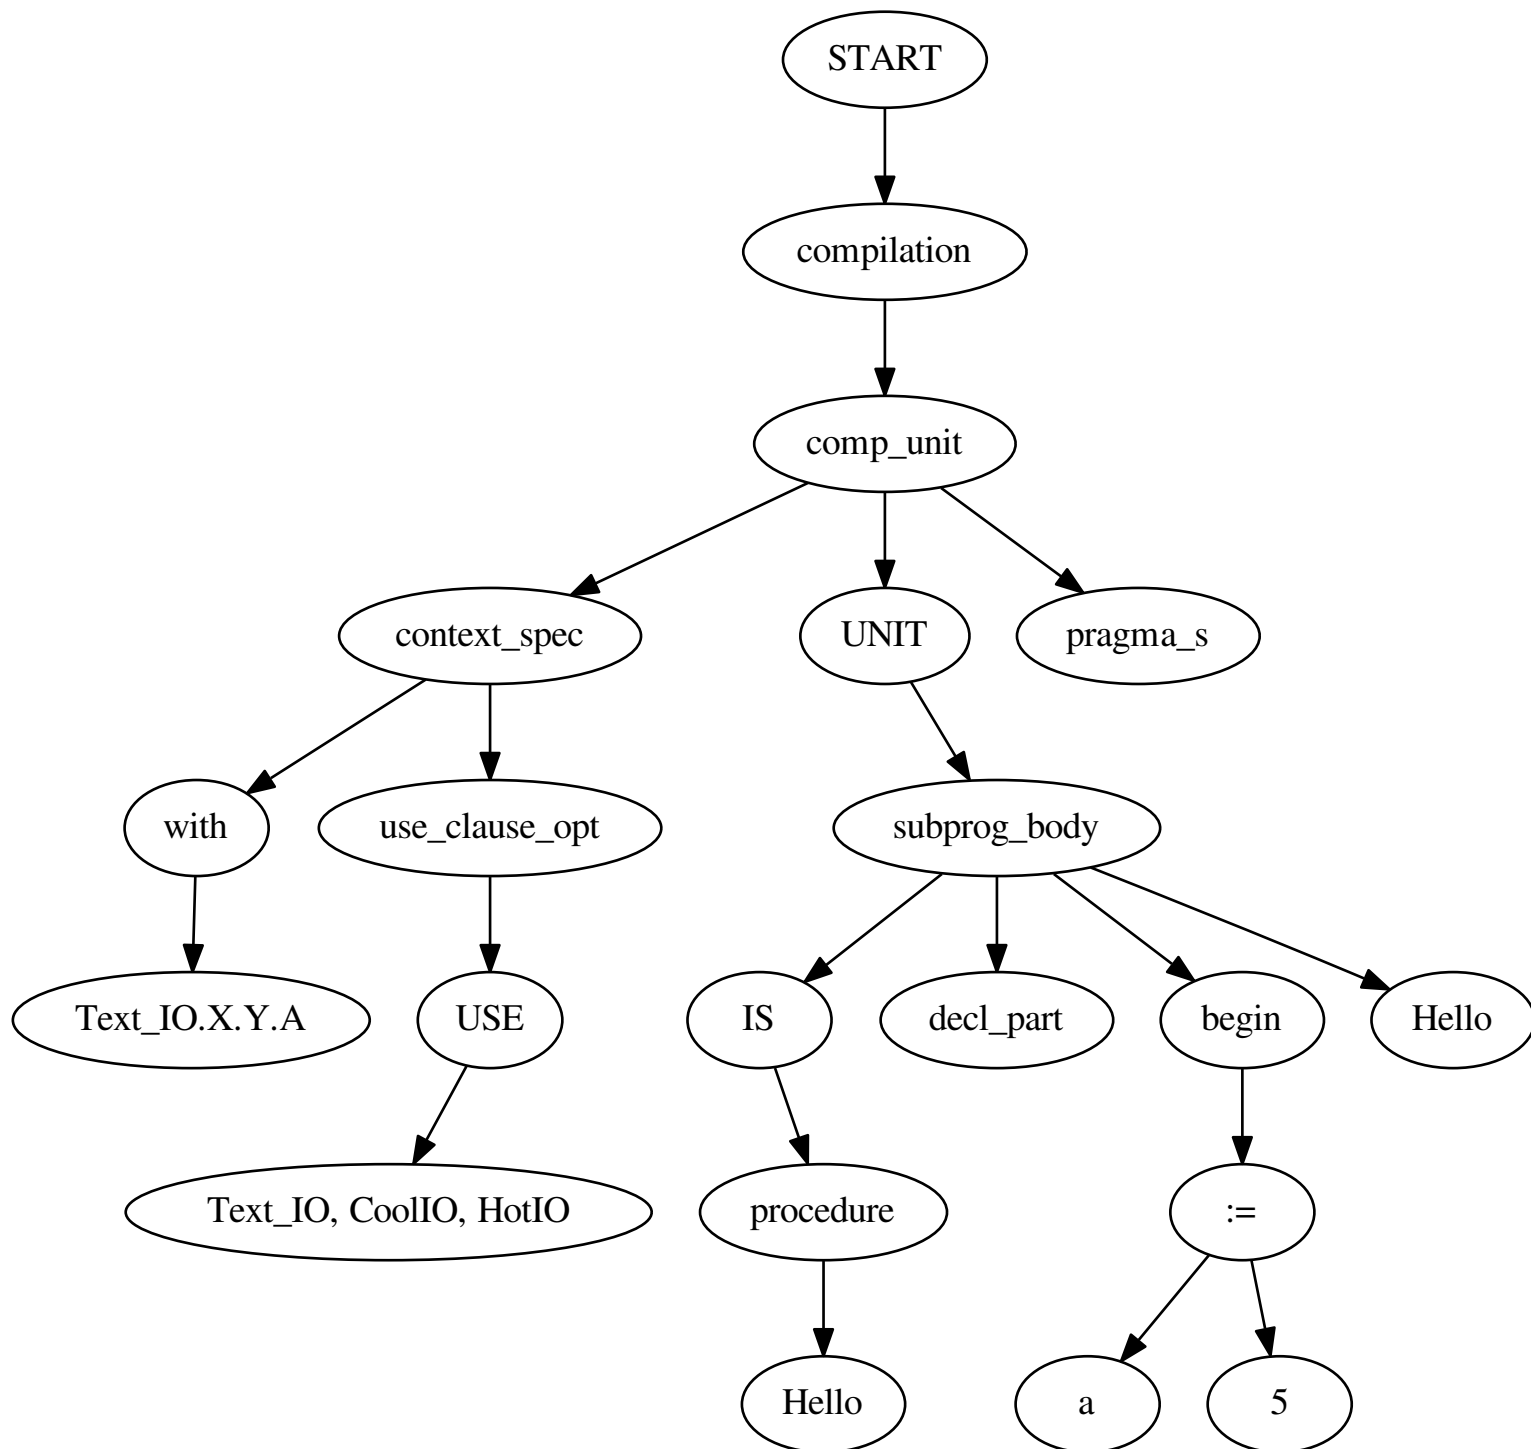 START
compilation
comp_unit
context_spec
UNIT
pragma_s
with
use_clause_opt
subprog_body
Text_IO.X.Y.A
USE
IS
decl_part
begin
Hello
Text_IO, CoolIO, HotIO
procedure
:=
Hello
a
5